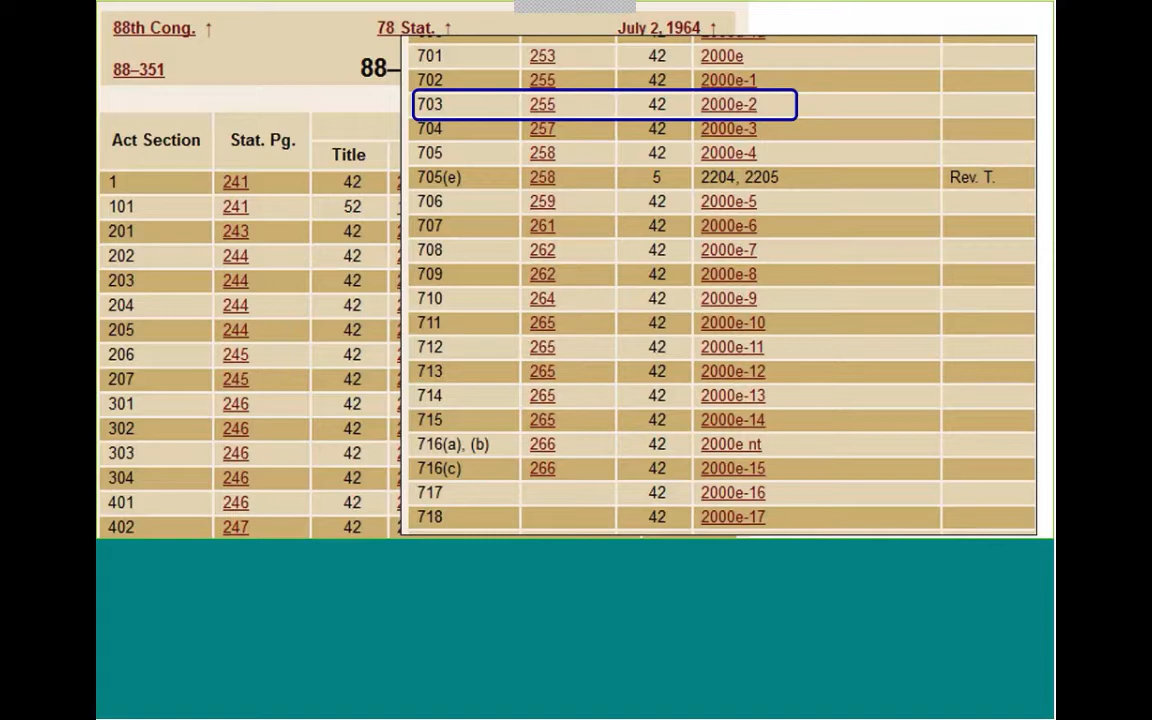 88th Cong. ↑ 78 Stat. ↑ July 2, 1964 ↑
88–351 88–
Act Section Stat. Pg. Title
1 241 42
101 241 52
201 243 42
202 244 42
203 244 42
204 244 42
205 244 42
206 245 42
207 245 42
301 246 42
302 246 42
303 246 42
304 246 42
401 246 42
402 247 42
701 253 42 2000e
702 255 42 2000e-1
703 255 42 2000e-2
704 257 42 2000e-3
705 258 42 2000e-4
705(e) 258 5 2204, 2205 Rev. T.
706 259 42 2000e-5
707 261 42 2000e-6
708 262 42 2000e-7
709 262 42 2000e-8
710 264 42 2000e-9
711 265 42 2000e-10
712 265 42 2000e-11
713 265 42 2000e-12
714 265 42 2000e-13
715 265 42 2000e-14
716(a), (b) 266 42 2000e nt
716(c) 266 42 2000e-15
717 42 2000e-16
718 42 2000e-17